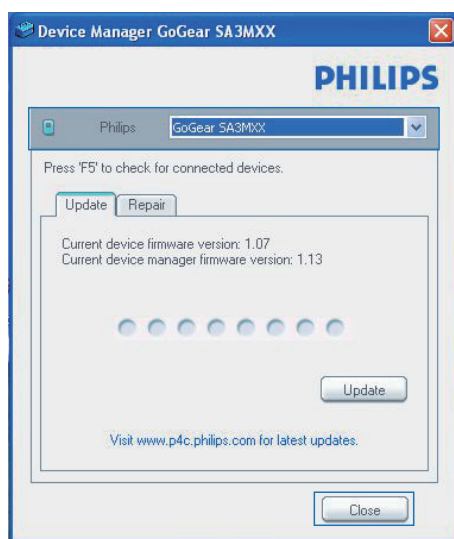 Device Manager GoGear SA3MXX
PHILIPS
Philips GoGear SA3MXX
Press 'F5' to check for connected devices.
Update Repair
Current device firmware version: 1.07
Current device manager firmware version: 1.13
Update
Visit www.p4c.philips.com for latest updates.
Close